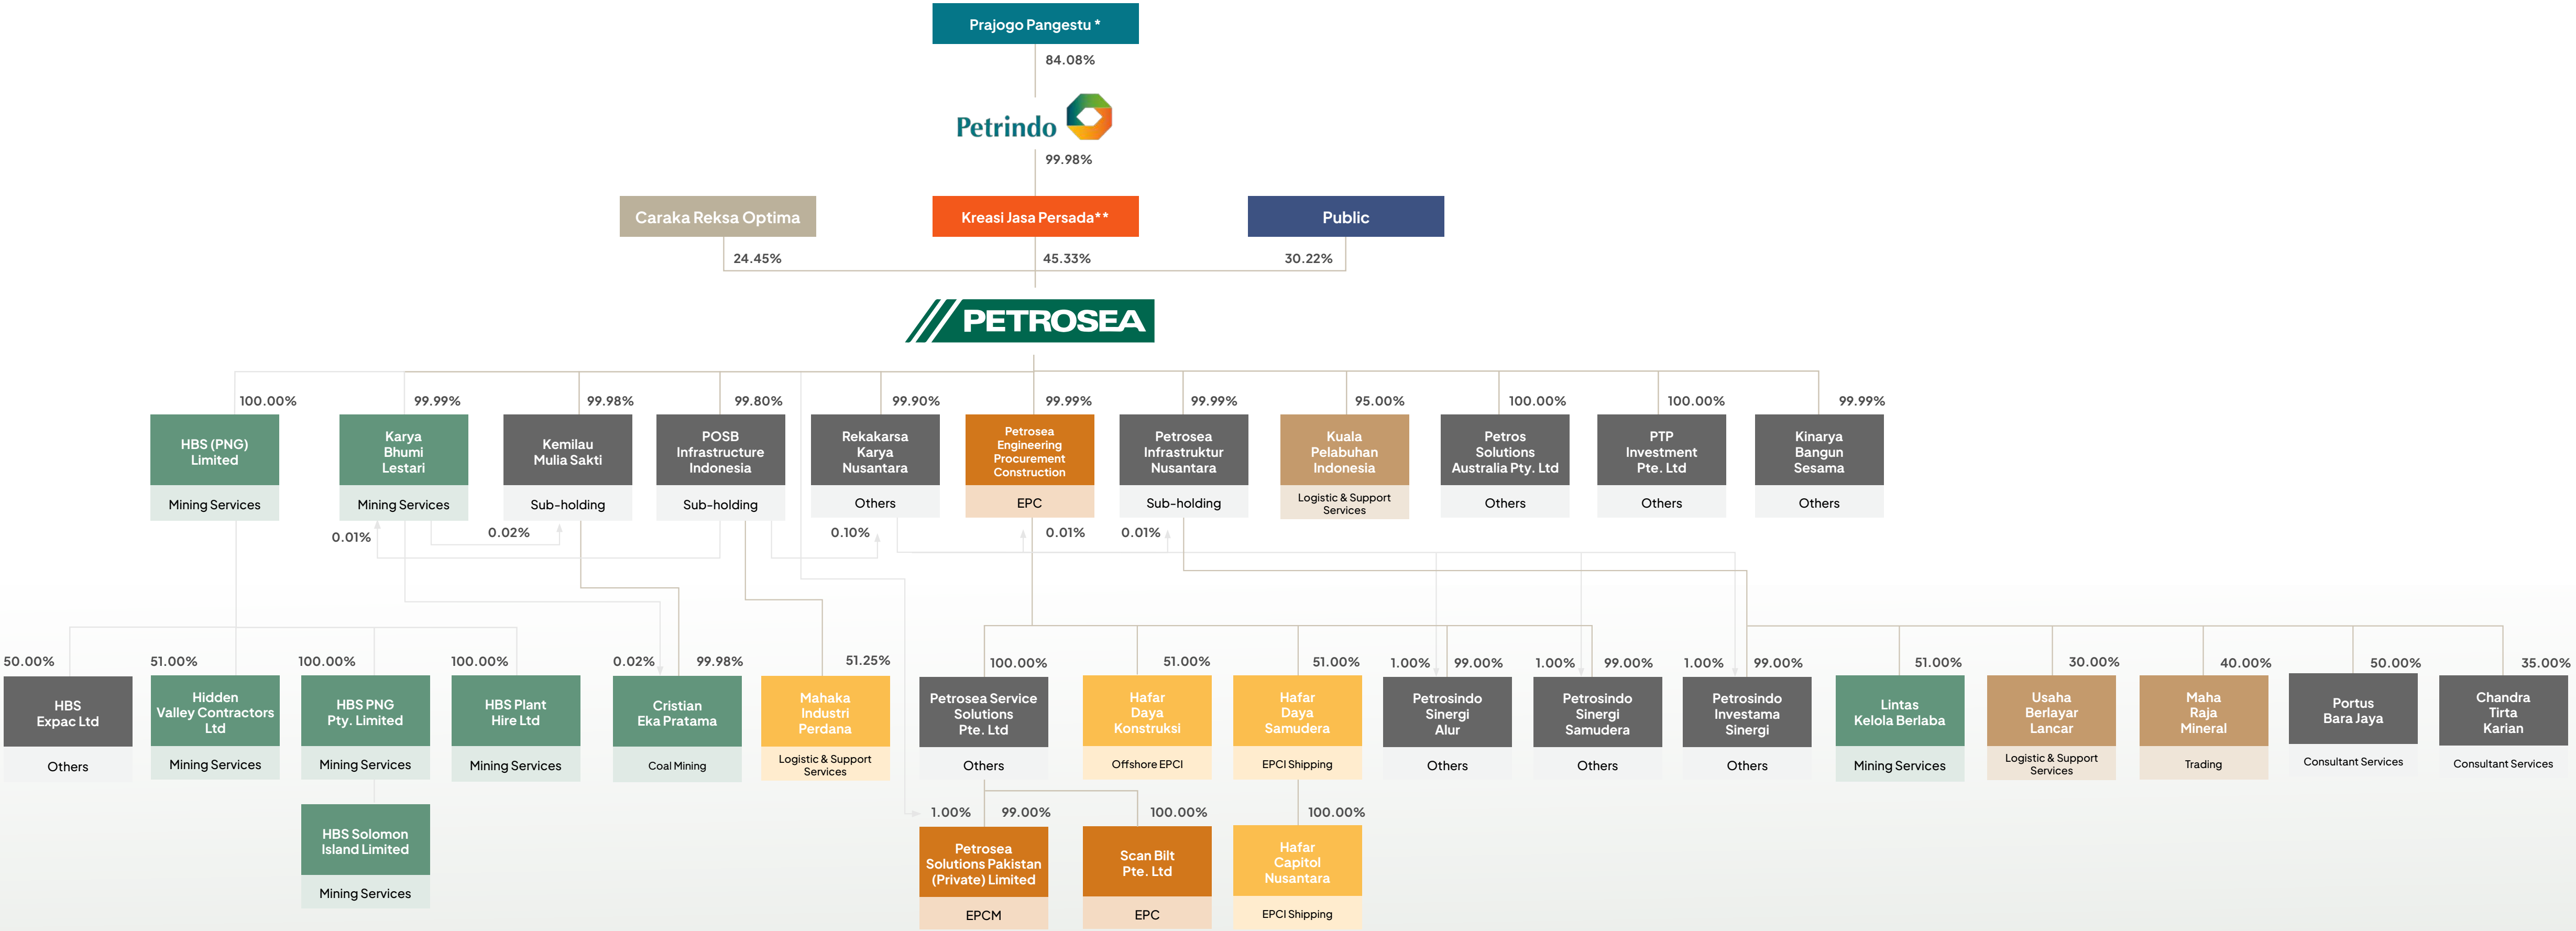 Prajogo Pangestu *
84.08%
Petrindo
99.98%
Caraka Reksa Optima
Kreasi Jasa Persada**
Public
24.45%
45.33%
30.22%
PETROSEA
100.00%
99.99%
99.98%
99.80%
99.90%
99.99%
99.99%
95.00%
100.00%
100.00%
99.99%
HBS (PNG)
Limited
Mining Services
Karya
Bhumi
Lestari
Mining Services
Kemilau
Mulia Sakti
Sub-holding
POSB
Infrastructure
Indonesia
Sub-holding
Rekakarsa
Karya
Nusantara
Others
Petrosea
Engineering
Procurement
Construction
EPC
Petrosea
Infrastruktur
Nusantara
Sub-holding
Kuala
Pelabuhan
Indonesia
Logistic & Support
Services
Petros
Solutions
Australia Pty. Ltd
Others
PTP
Investment
Pte. Ltd
Others
Kinarya
Bangun
Sesama
Others
0.01%
0.02%
0.10%
0.01%
0.01%
50.00%
51.00%
100.00%
100.00%
0.02%
99.98%
51.25%
100.00%
51.00%
51.00%
1.00%
99.00%
1.00%
99.00%
1.00%
99.00%
51.00%
30.00%
40.00%
50.00%
35.00%
HBS
Expac Ltd
Others
Hidden
Valley Contractors
Ltd
Mining Services
HBS PNG
Pty. Limited
Mining Services
HBS Plant
Hire Ltd
Mining Services
Cristian
Eka Pratama
Coal Mining
Mahaka
Industri
Perdana
Logistic & Support
Services
Petrosea Service
Solutions
Pte. Ltd
Others
Hafar
Daya
Konstruksi
Offshore EPCI
Hafar
Daya
Samudera
EPCI Shipping
Petrosindo
Sinergi
Alur
Others
Petrosindo
Sinergi
Samudera
Others
Petrosindo
Investama
Sinergi
Others
Lintas
Kelola Berlaba
Mining Services
Usaha
Berlayar
Lancar
Logistic & Support
Services
Maha
Raja
Mineral
Trading
Portus
Bara Jaya
Consultant Services
Chandra
Tirta
Karian
Consultant Services
1.00%
99.00%
100.00%
100.00%
HBS Solomon
Island Limited
Mining Services
Petrosea
Solutions Pakistan
(Private) Limited
EPCM
Scan Bilt
Pte. Ltd
EPC
Hafar
Capitol
Nusantara
EPCI Shipping